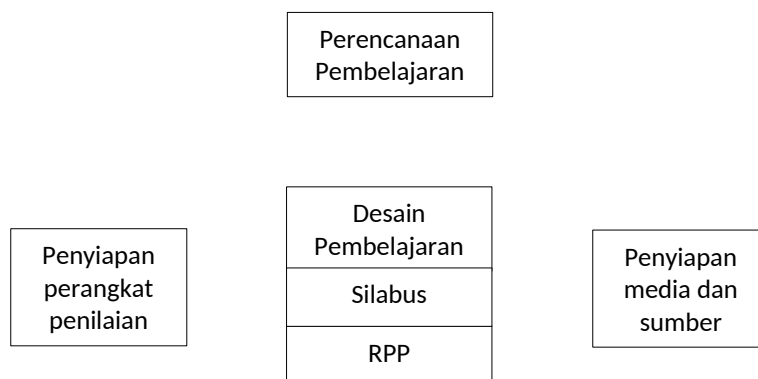 Perencanaan
Pembelajaran
Desain
Pembelajaran
Silabus
RPP
Penyiapan
perangkat
penilaian
Penyiapan
media dan
sumber